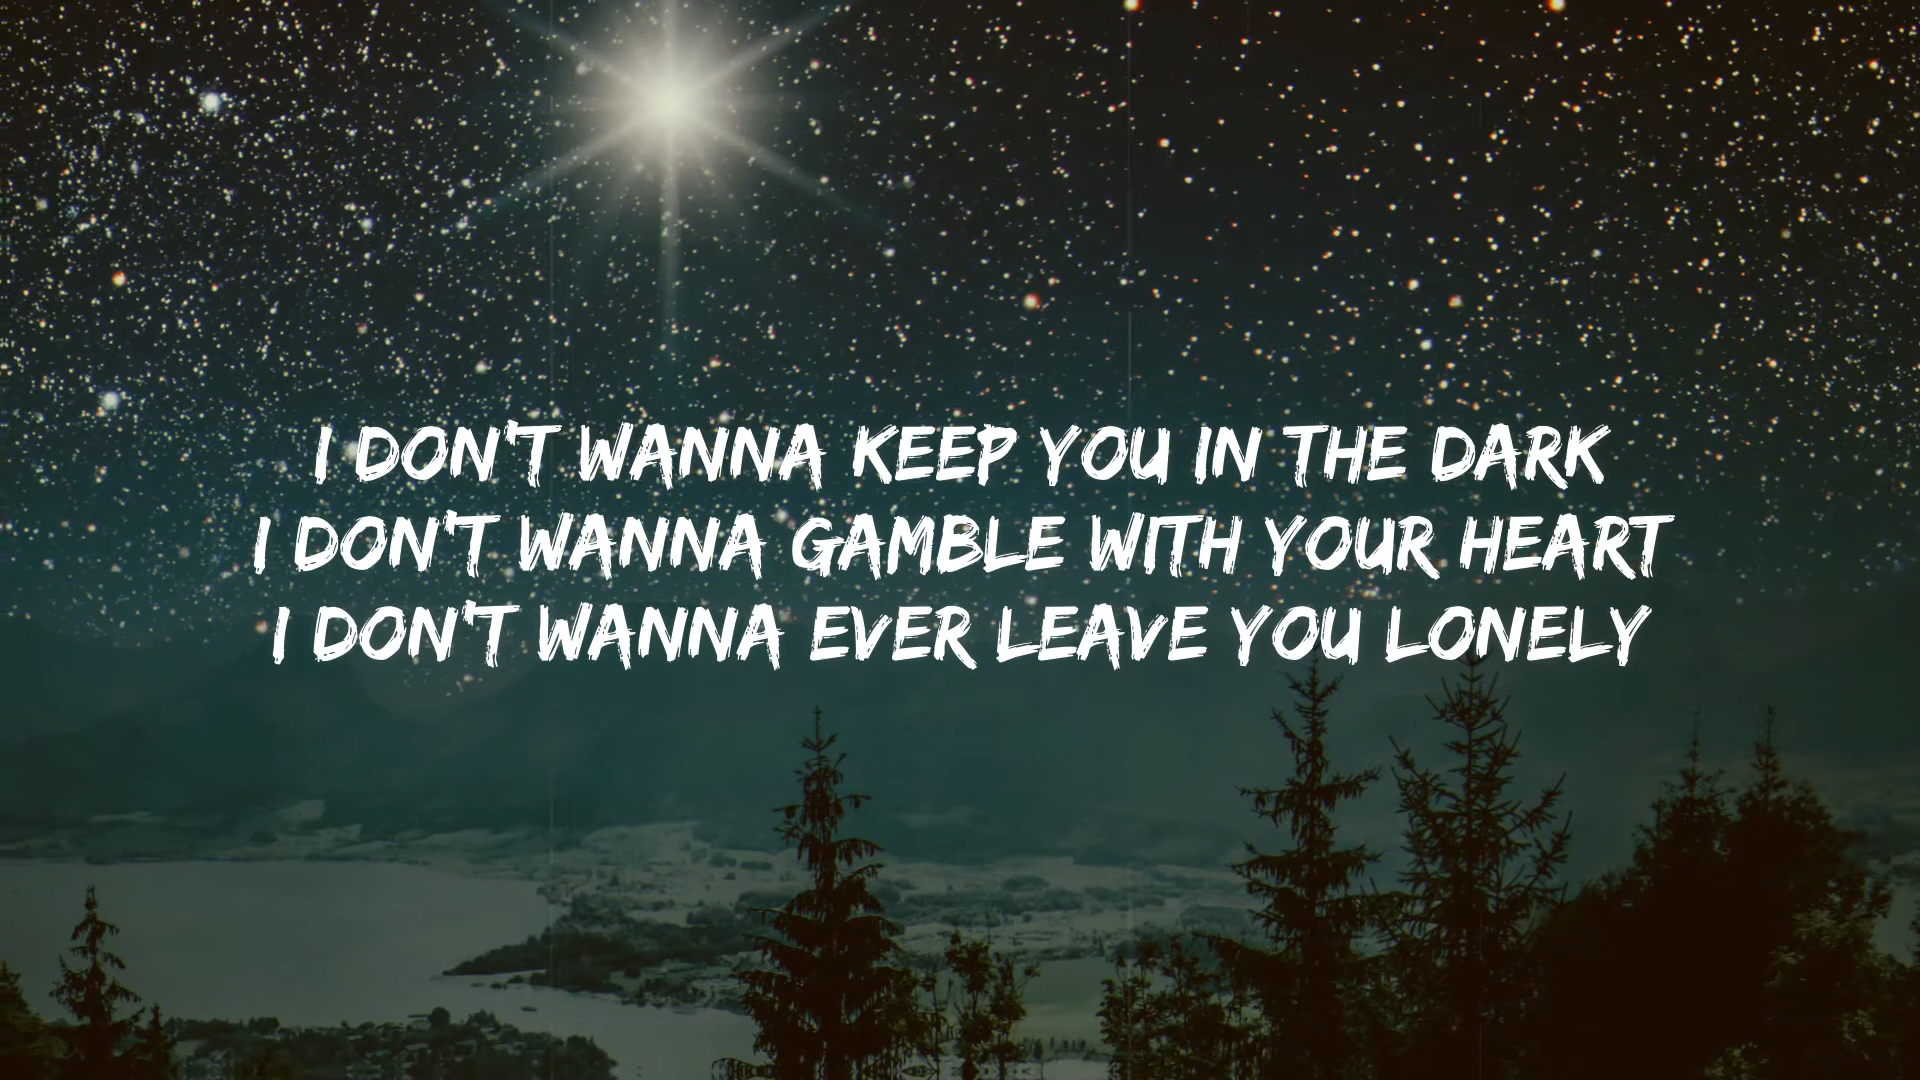 I DON'T WANNA KEEP YOU IN THE DARK
I DON'T WANNA GAMBLE WITH YOUR HEART
I DON'T WANNA EVER LEAVE YOU LONELY